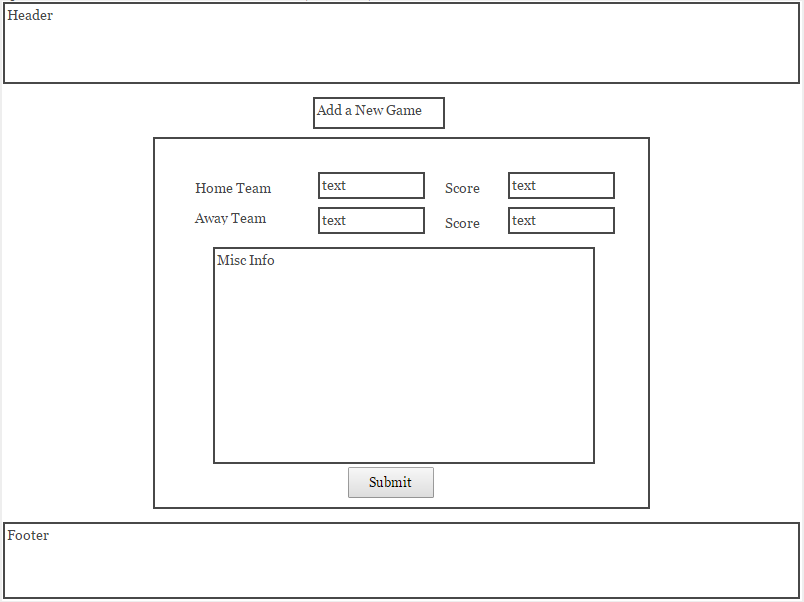 Header
Add a New Game
Home Team text Score text
Away Team text Score text
Misc Info
Submit
Footer